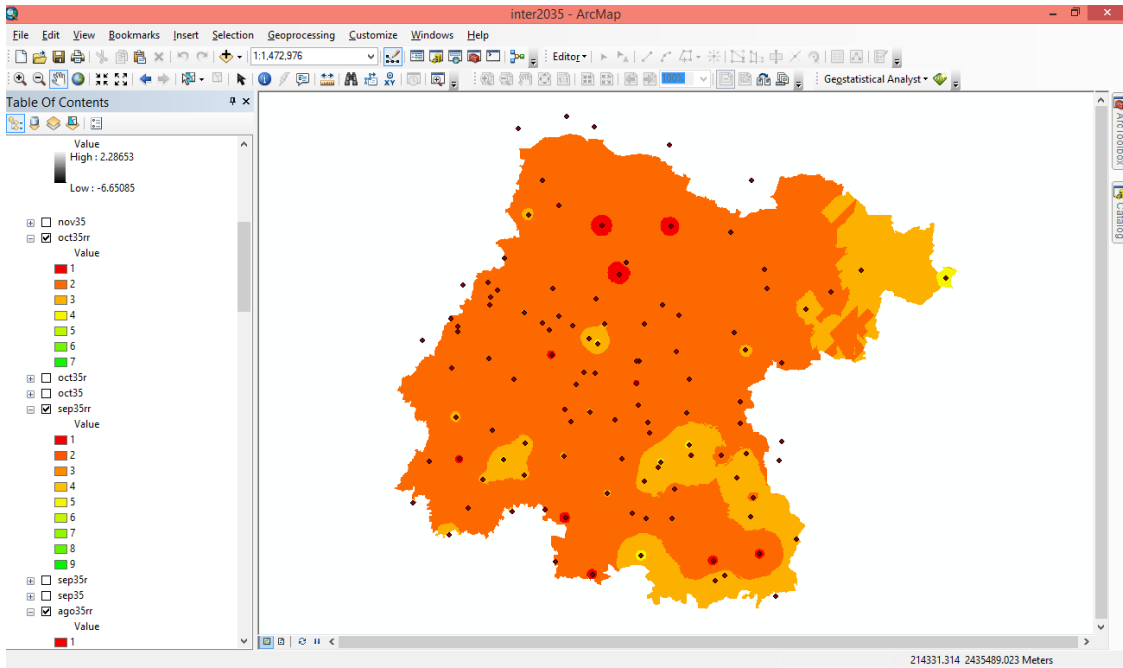 inter2035 - ArcMap
File Edit View Bookmarks Insert Selection Geoprocessing Customize Windows Help
1:1,472,976
Editor
100%
Geostatistical Analyst
Table Of Contents
Value
High : 2.28653
Low : -6.65085
nov35
oct35rr
Value
1
2
3
4
5
6
7
oct35r
oct35
sep35rr
Value
1
2
3
4
5
6
7
8
9
sep35r
sep35
ago35rr
Value
1
ArcToolbox
Catalog
214331.314 2435489.023 Meters